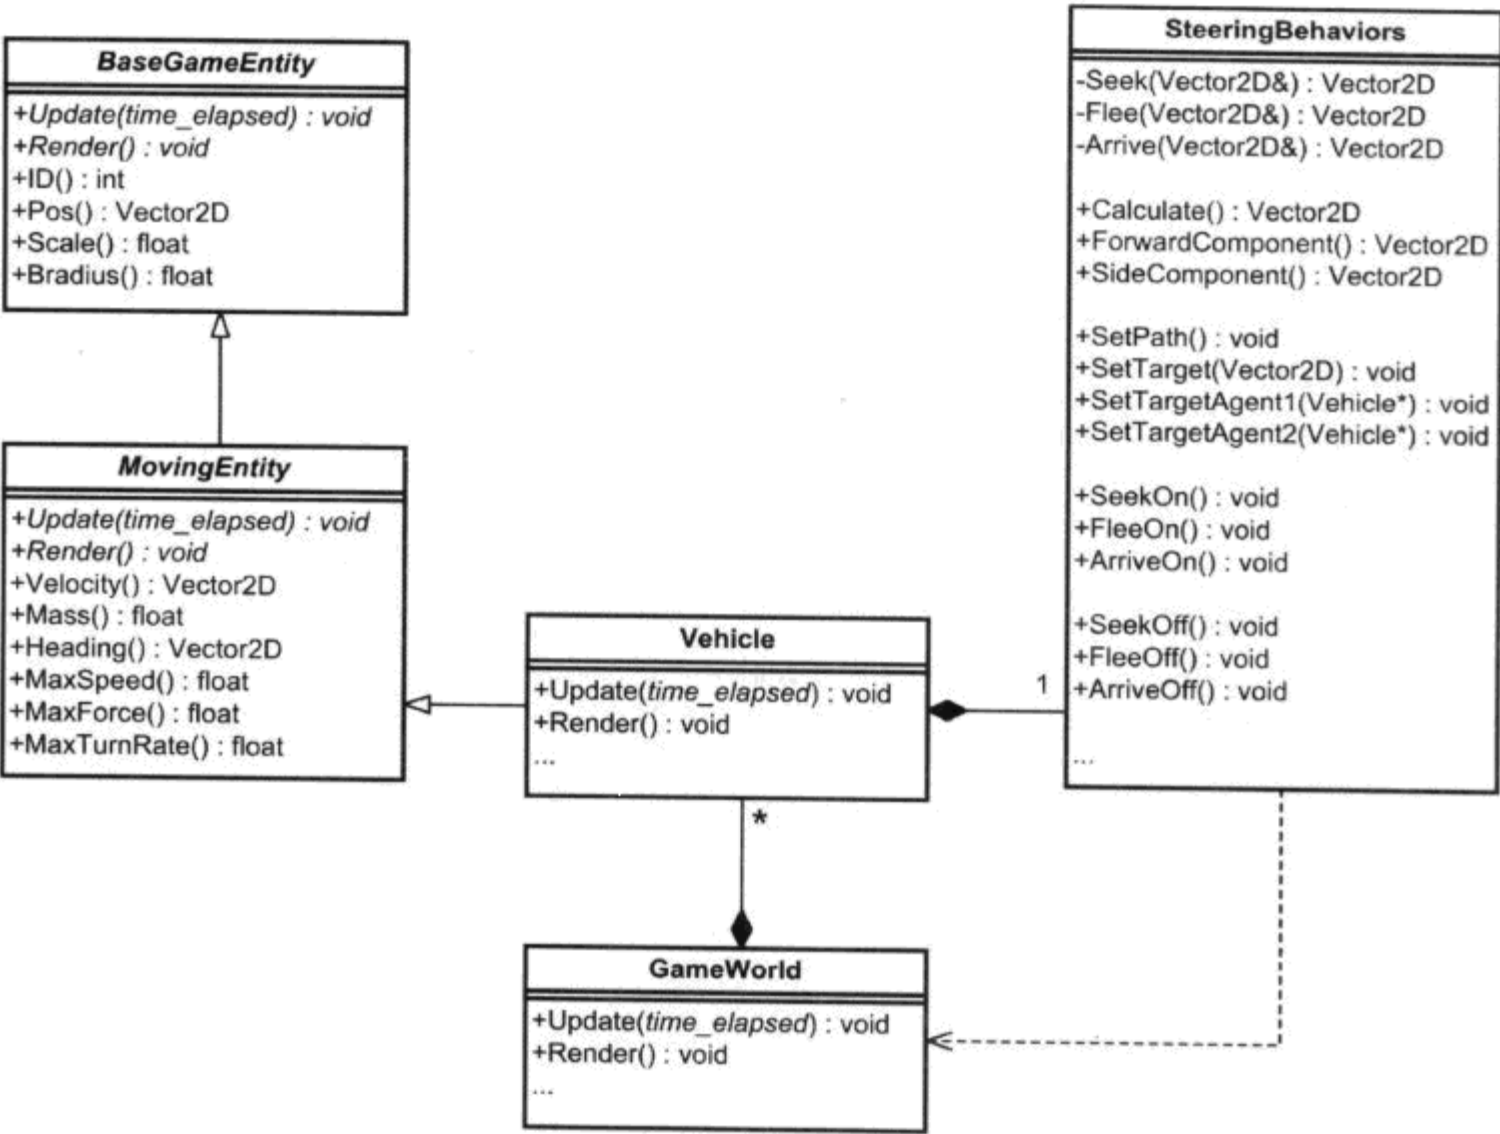 BaseGameEntity
+Update(time_elapsed) : void
+Render() : void
+ID() : int
+Pos() : Vector2D
+Scale() : float
+Bradius() : float
MovingEntity
+Update(time_elapsed) : void
+Render() : void
+Velocity() : Vector2D
+Mass() : float
+Heading() : Vector2D
+MaxSpeed() : float
+MaxForce() : float
+MaxTurnRate() : float
Vehicle
+Update(time_elapsed) : void
+Render() : void
...
1
*
GameWorld
+Update(time_elapsed) : void
+Render() : void
...
SteeringBehaviors
-Seek(Vector2D&) : Vector2D
-Flee(Vector2D&) : Vector2D
-Arrive(Vector2D&) : Vector2D
+Calculate() : Vector2D
+ForwardComponent() : Vector2D
+SideComponent() : Vector2D
+SetPath() : void
+SetTarget(Vector2D) : void
+SetTargetAgent1(Vehicle*) : void
+SetTargetAgent2(Vehicle*) : void
+SeekOn() : void
+FleeOn() : void
+ArriveOn() : void
+SeekOff() : void
+FleeOff() : void
+ArriveOff() : void
...